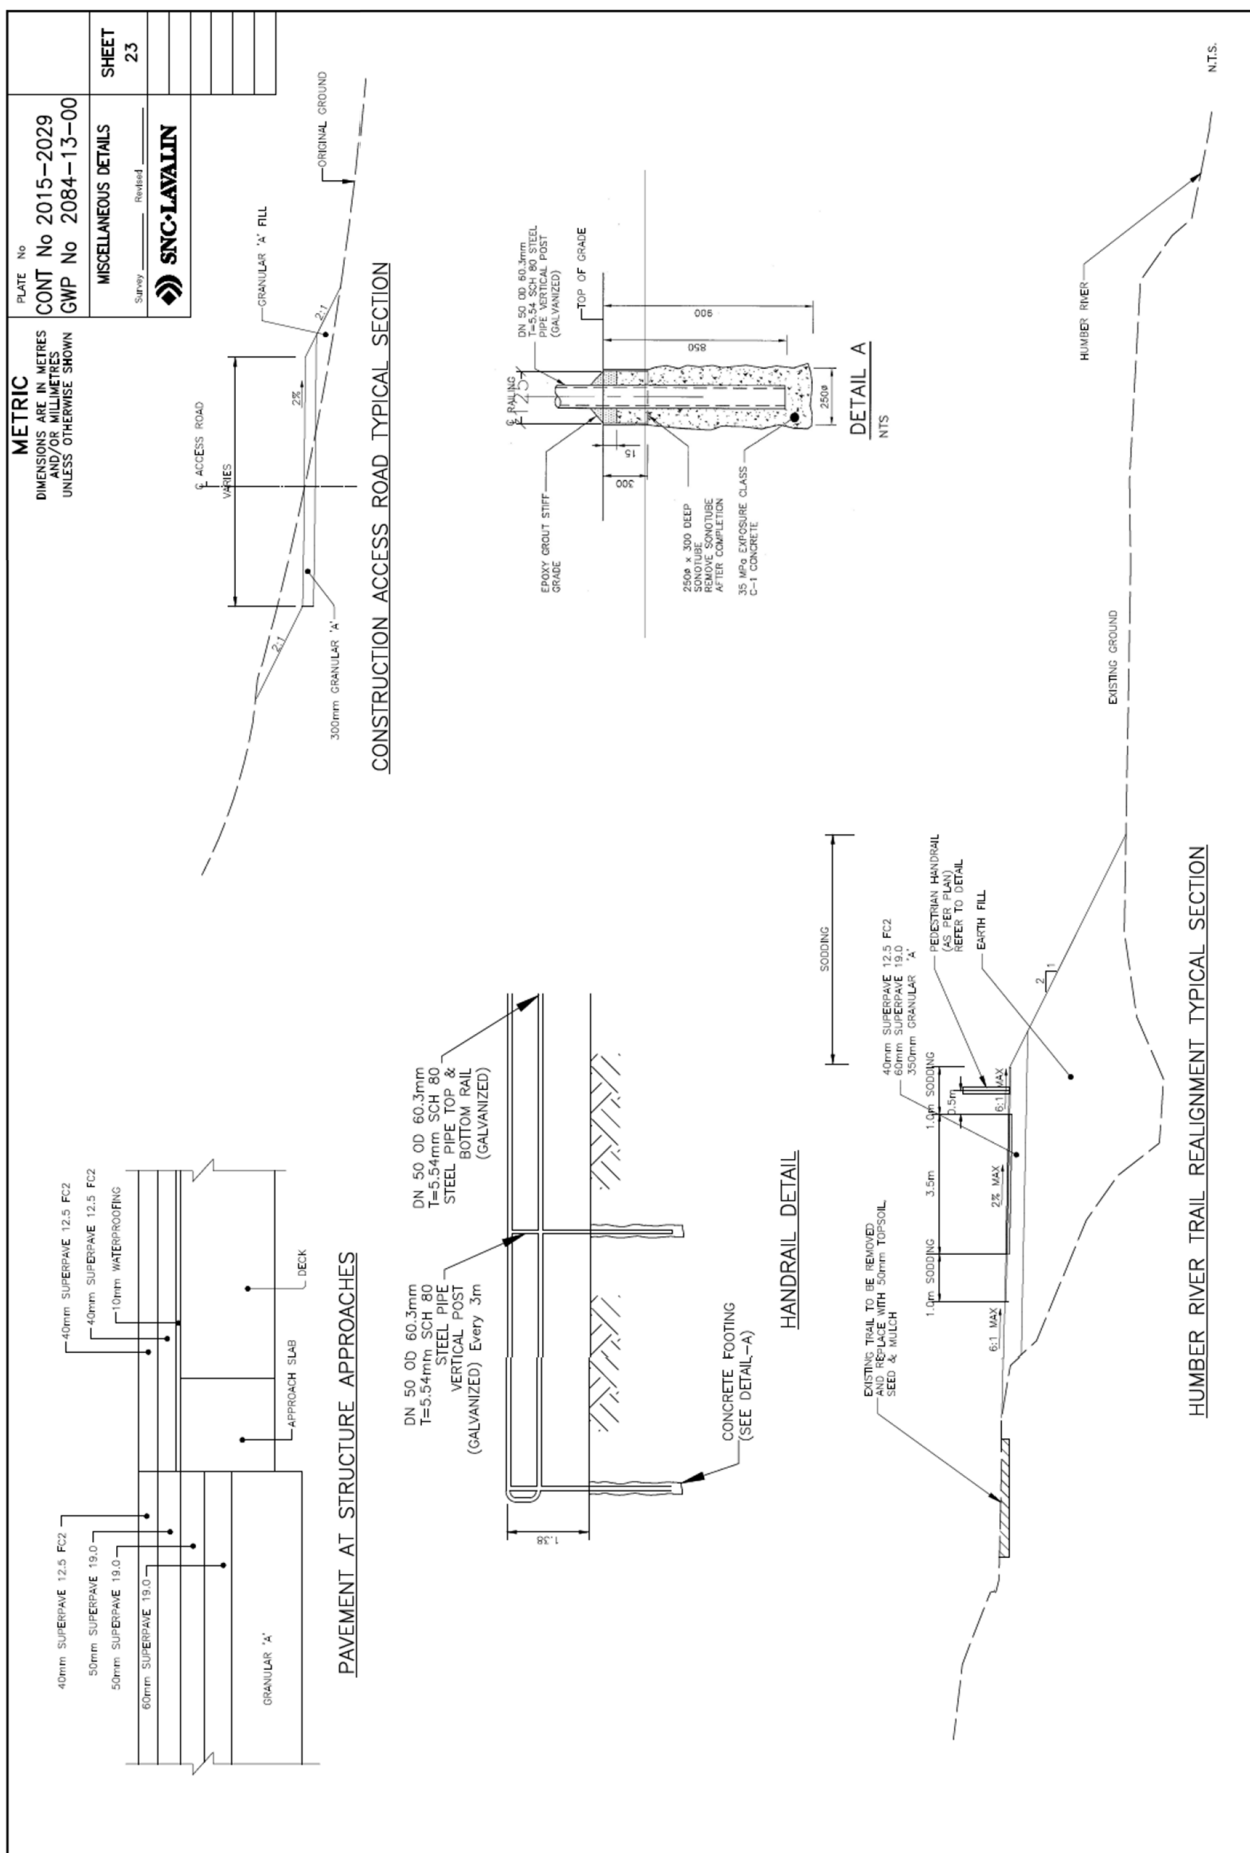 METRIC
DIMENSIONS ARE IN METRES
AND/OR MILLIMETRES
UNLESS OTHERWISE SHOWN
PLATE No
CONT No 2015-2029
GWP No 2084-13-00
MISCELLANEOUS DETAILS
Survey
Revised
SHEET
23
SNC•LAVALIN
40mm SUPERPAVE 12.5 FC2
50mm SUPERPAVE 19.0
50mm SUPERPAVE 19.0
60mm SUPERPAVE 19.0
GRANULAR 'A'
40mm SUPERPAVE 12.5 FC2
40mm SUPERPAVE 12.5 FC2
10mm WATERPROOFING
APPROACH SLAB
DECK
PAVEMENT AT STRUCTURE APPROACHES
℄ ACCESS ROAD
VARIES
2:1
2%
2:1
300mm GRANULAR 'A'
GRANULAR 'A' FILL
ORIGINAL GROUND
CONSTRUCTION ACCESS ROAD TYPICAL SECTION
DN 50 OD 60.3mm
T=5.54mm SCH 80
STEEL PIPE
VERTICAL POST
(GALVANIZED) Every 3m
DN 50 OD 60.3mm
T=5.54mm SCH 80
STEEL PIPE TOP &
BOTTOM RAIL
(GALVANIZED)
1.38
CONCRETE FOOTING
(SEE DETAIL-A)
HANDRAIL DETAIL
℄ RAILING
125
DN 50 OD 60.3mm
T=5.54 SCH 80 STEEL
PIPE VERTICAL POST
(GALVANIZED)
TOP OF GRADE
EPOXY GROUT STIFF
GRADE
300
15
850
900
250ø x 300 DEEP
SONOTUBE
REMOVE SONOTUBE
AFTER COMPLETION
35 MPa EXPOSURE CLASS
C-1 CONCRETE
250ø
DETAIL A
NTS
SODDING
EXISTING TRAIL TO BE REMOVED
AND REPLACE WITH 50mm TOPSOIL,
SEED & MULCH
40mm SUPERPAVE 12.5 FC2
60mm SUPERPAVE 19.0
350mm GRANULAR 'A'
PEDESTRIAN HANDRAIL
(AS PER PLAN)
REFER TO DETAIL
EARTH FILL
1.0m SODDING
3.5m
1.0m SODDING
0.5m
6:1 MAX
2% MAX
6:1 MAX
2
1
EXISTING GROUND
HUMBER RIVER
HUMBER RIVER TRAIL REALIGNMENT TYPICAL SECTION
N.T.S.